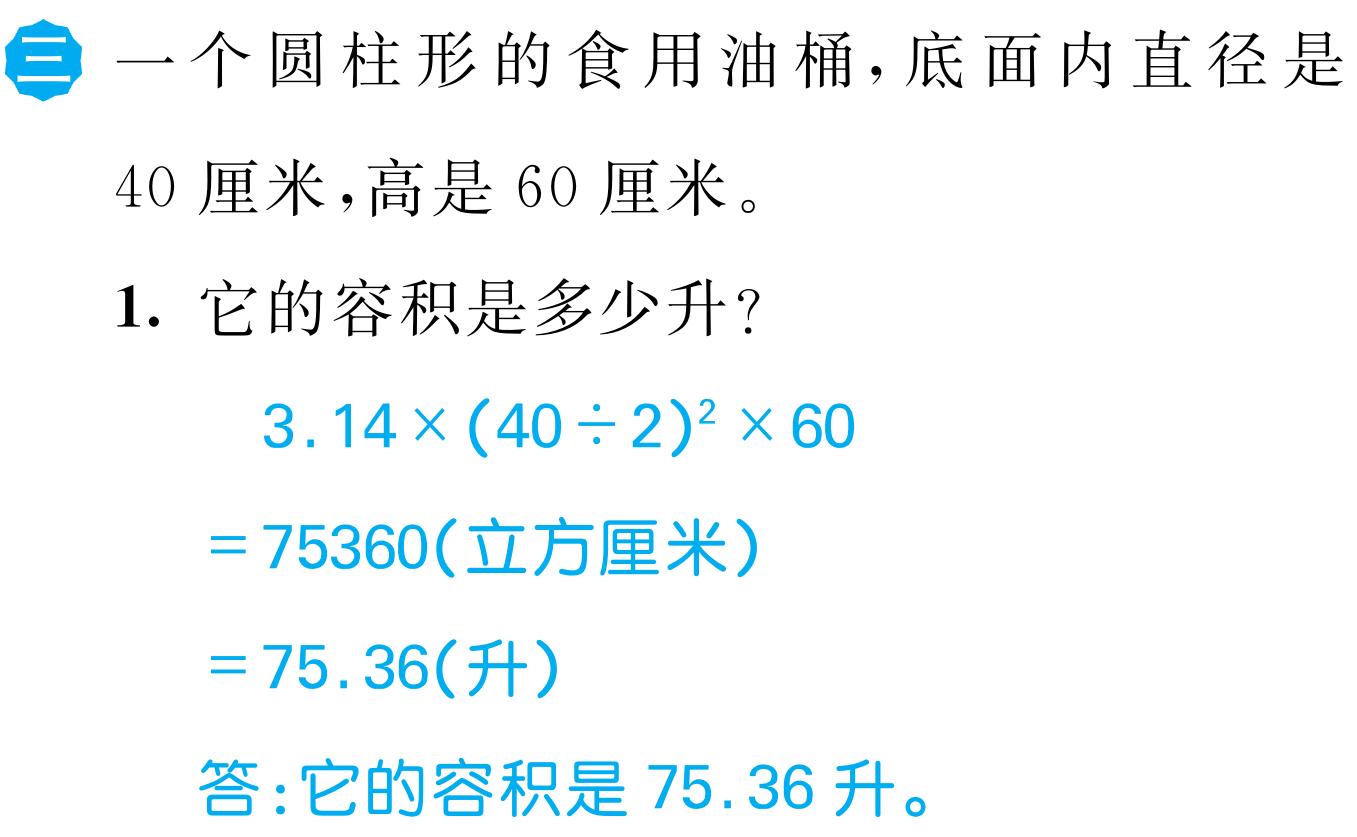 三 一个圆柱形的食用油桶,底面内直径是
40 厘米,高是 60 厘米。
1. 它的容积是多少升?
3.14×(40÷2)²×60
=75360(立方厘米)
=75.36(升)
答:它的容积是 75.36 升。